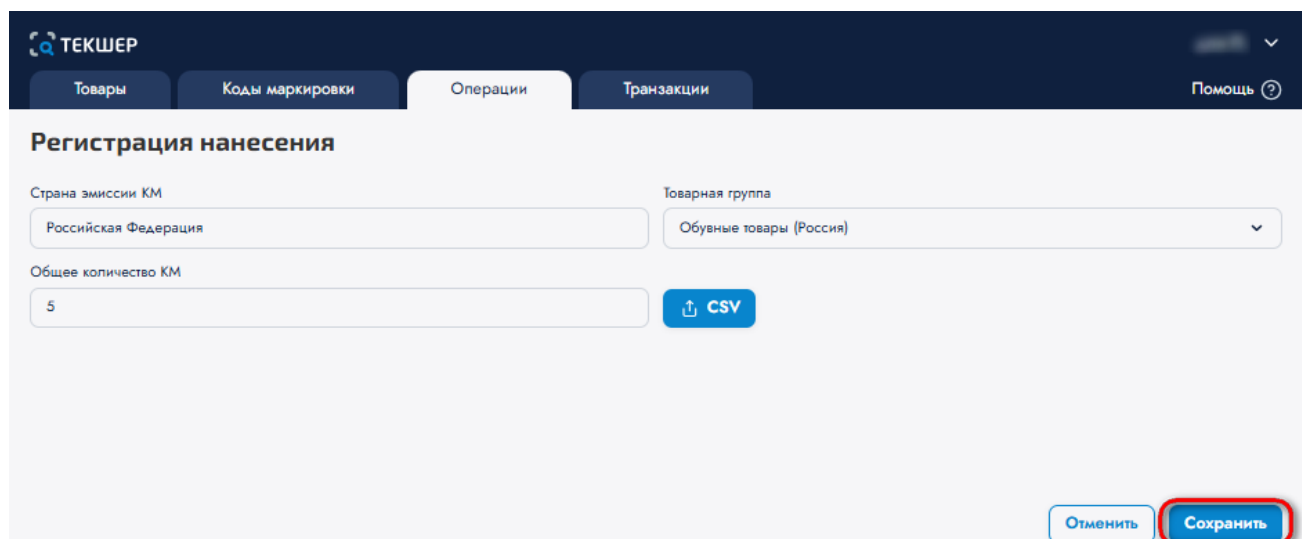 ТЕКШЕР
Товары Коды маркировки Операции Транзакции Помощь
Регистрация нанесения
Страна эмиссии КМ Товарная группа
Российская Федерация Обувные товары (Россия)
Общее количество КМ
5 CSV
Отменить Сохранить